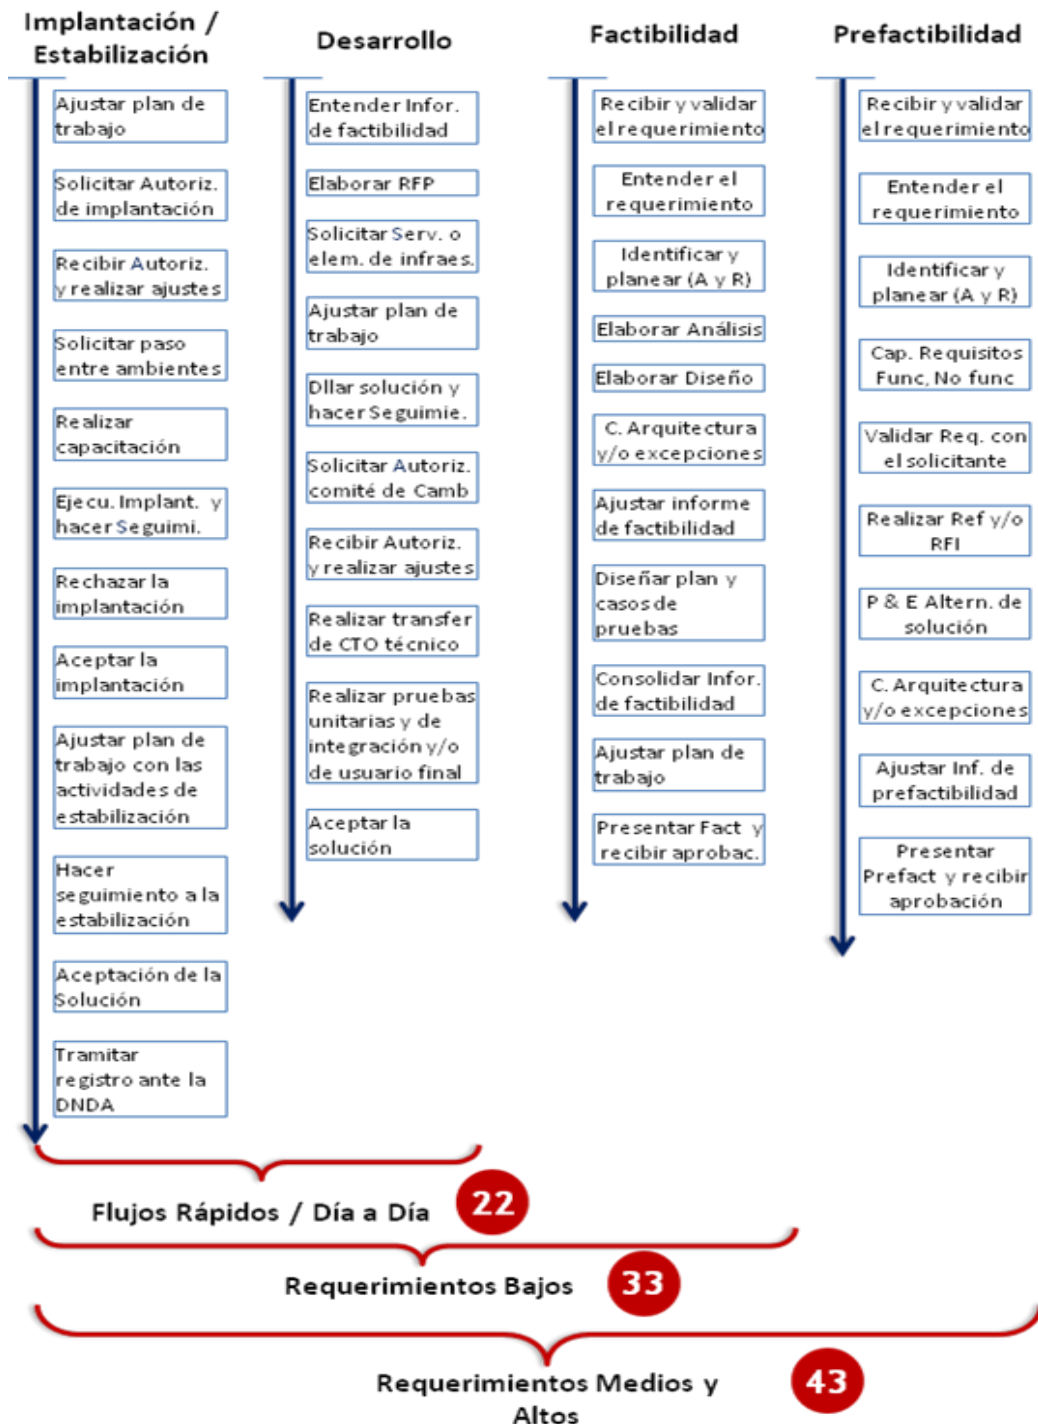 Implantación /
Estabilización
Ajustar plan de
trabajo
Solicitar Autoriz.
de implantación
Recibir Autoriz.
y realizar ajustes
Solicitar paso
entre ambientes
Realizar
capacitación
Ejecu. Implant. y
hacer Seguimi.
Rechazar la
implantación
Aceptar la
implantación
Ajustar plan de
trabajo con las
actividades de
estabilización
Hacer
seguimiento a la
estabilización
Aceptación de la
Solución
Tramitar
registro ante la
DNDA
Desarrollo
Entender Infor.
de factibilidad
Elaborar RFP
Solicitar Serv. o
elem. de infraes.
Ajustar plan de
trabajo
Dllar solución y
hacer Seguimie.
Solicitar Autoriz.
comité de Camb
Recibir Autoriz.
y realizar ajustes
Realizar transfer
de CTO técnico
Realizar pruebas
unitarias y de
integración y/o
de usuario final
Aceptar la
solución
Factibilidad
Recibir y validar
el requerimiento
Entender el
requerimiento
Identificar y
planear (A y R)
Elaborar Análisis
Elaborar Diseño
C. Arquitectura
y/o excepciones
Ajustar informe
de factibilidad
Diseñar plan y
casos de
pruebas
Consolidar Infor.
de factibilidad
Ajustar plan de
trabajo
Presentar Fact y
recibir aprobac.
Prefactibilidad
Recibir y validar
el requerimiento
Entender el
requerimiento
Identificar y
planear (A y R)
Cap. Requisitos
Func, No func
Validar Req. con
el solicitante
Realizar Ref y/o
RFI
P & E Altern. de
solución
C. Arquitectura
y/o excepciones
Ajustar Inf. de
prefactibilidad
Presentar
Prefact y recibir
aprobación
Flujos Rápidos / Día a Día 22
Requerimientos Bajos 33
Requerimientos Medios y
Altos
43